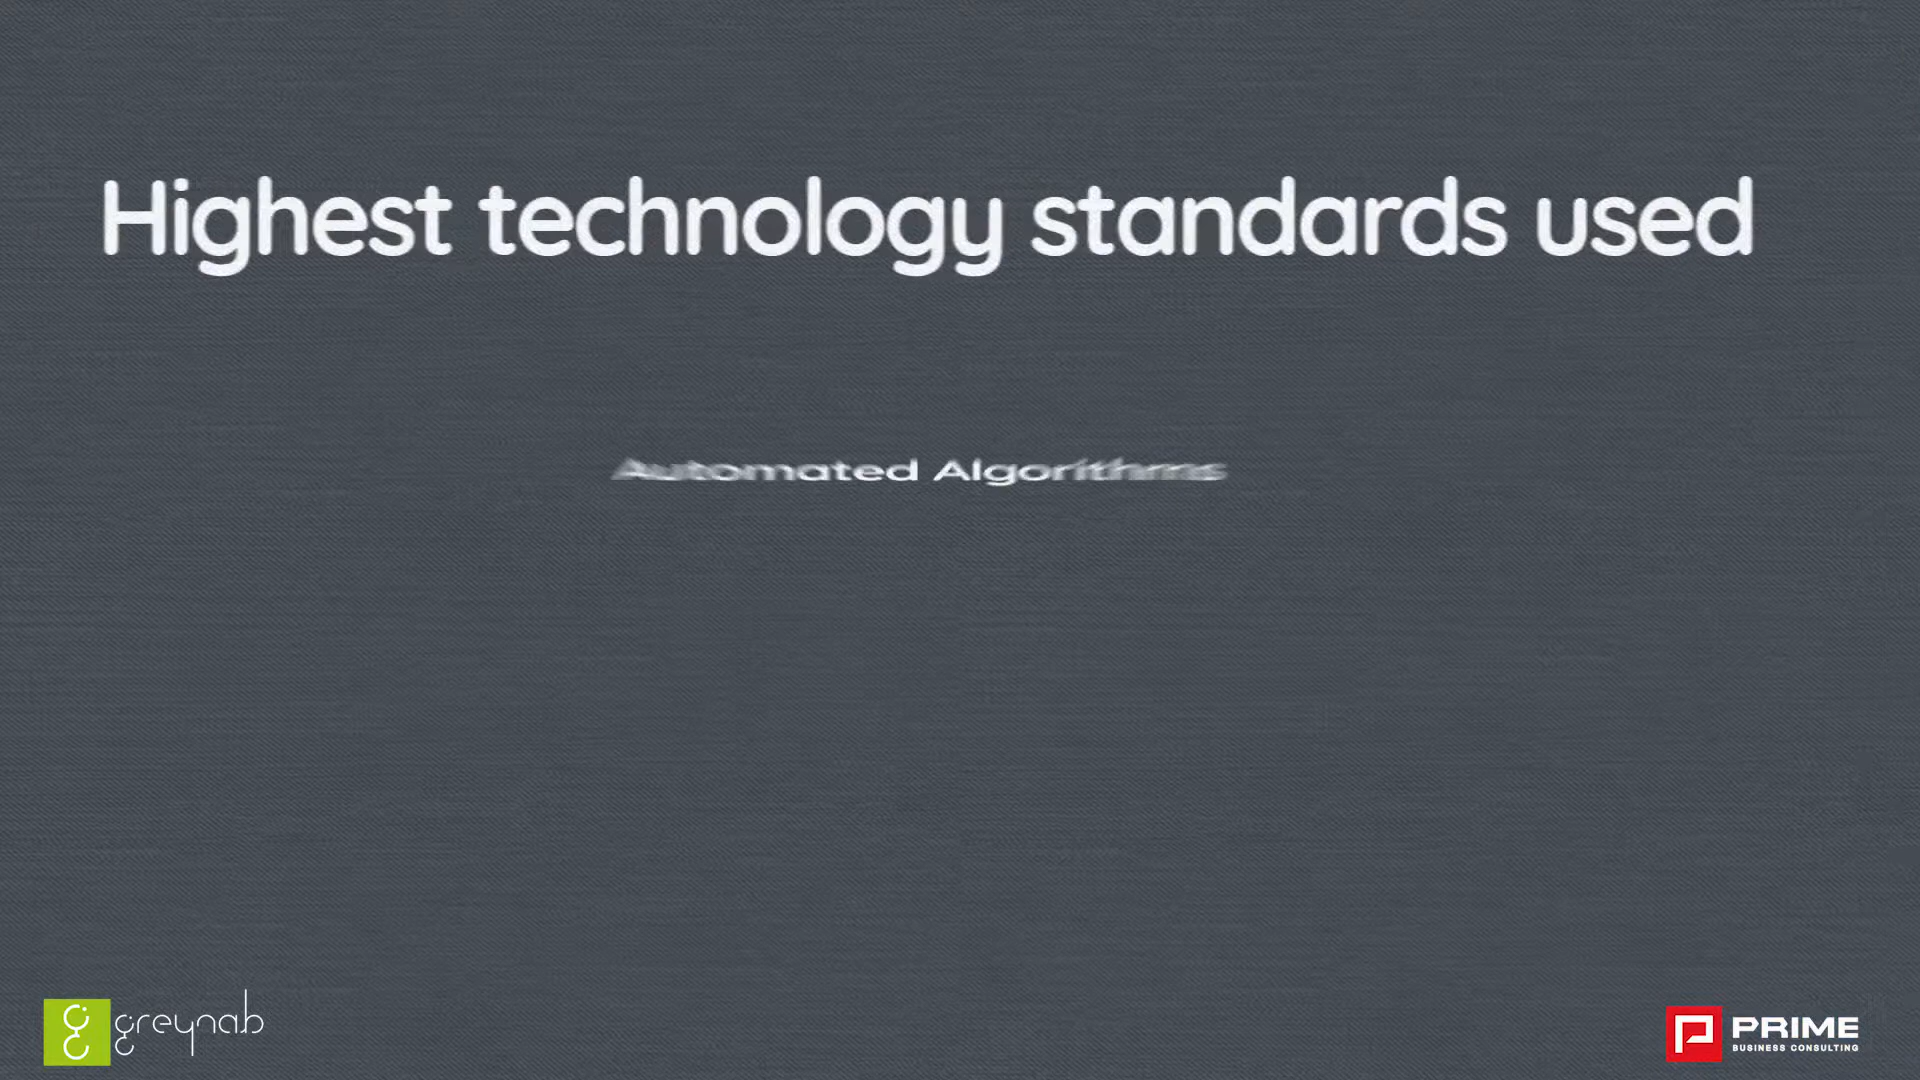 Highest technology standards used
Automated Algorithms
greynab
PRIME
BUSINESS CONSULTING